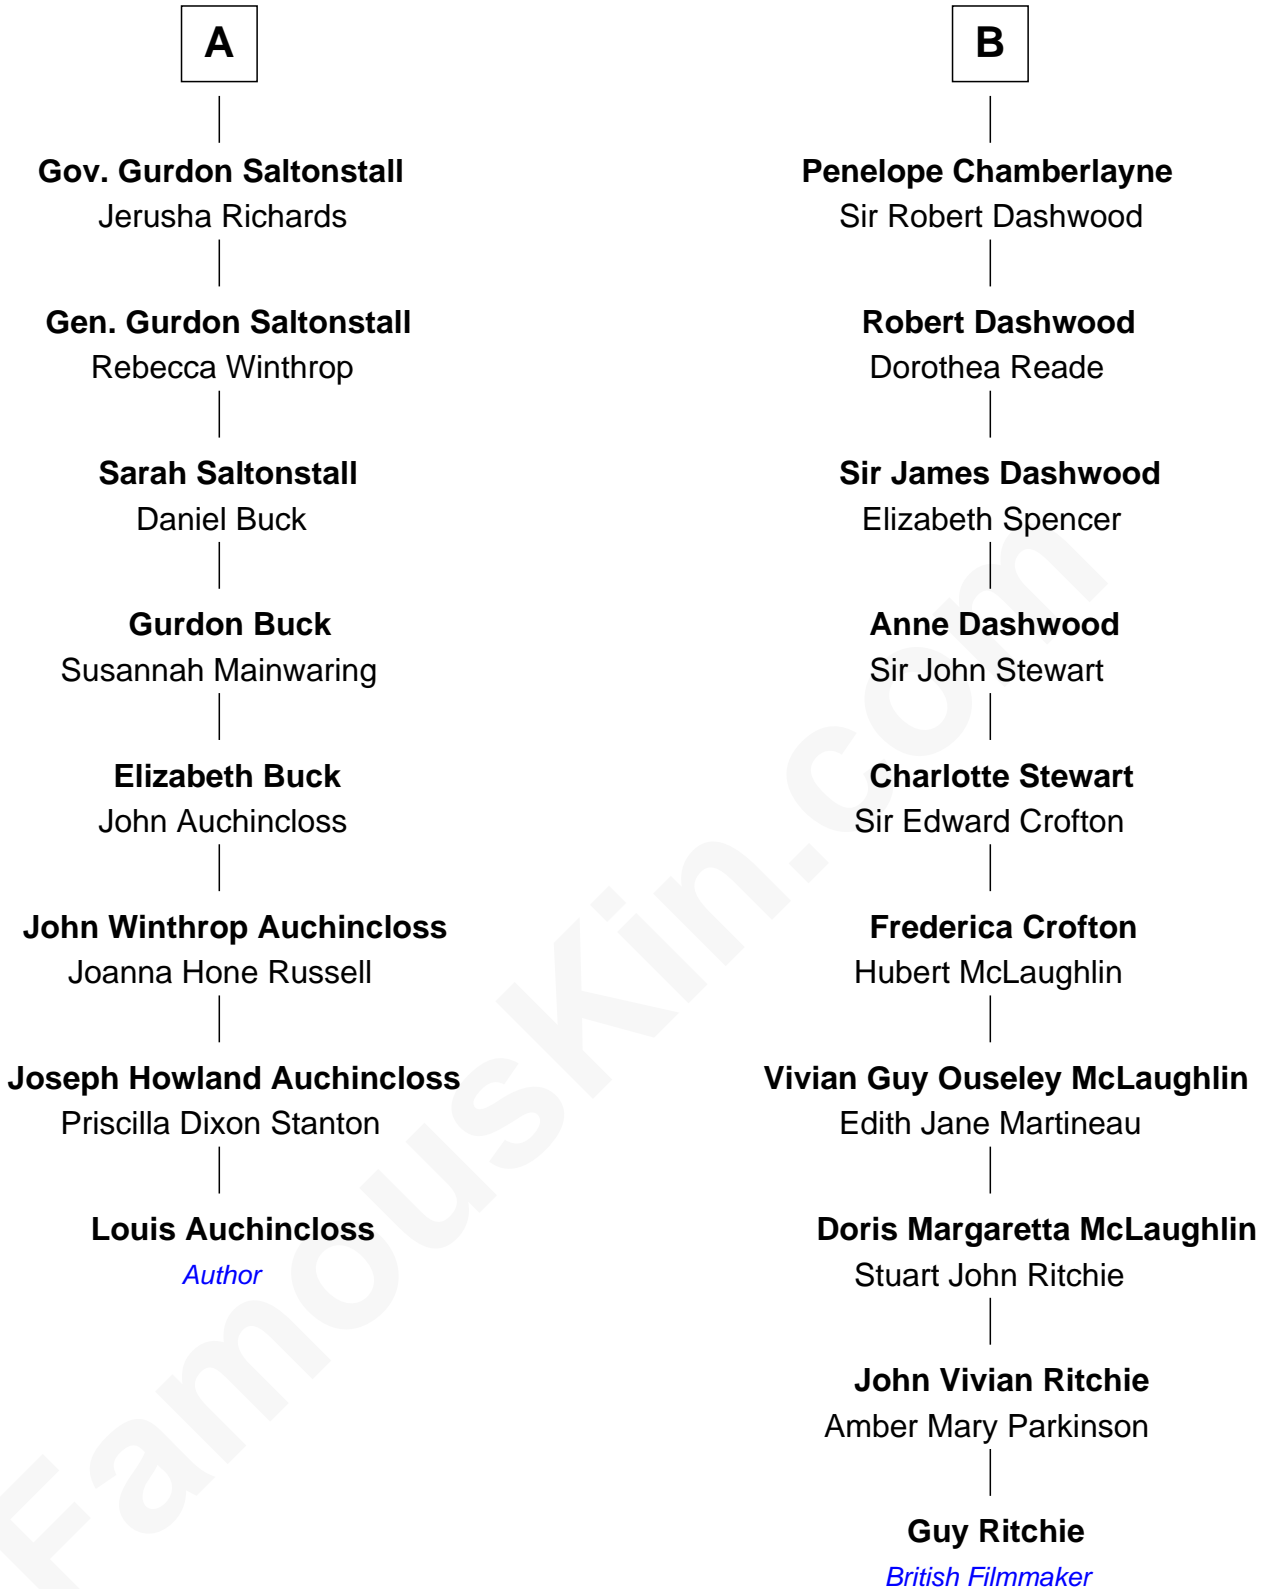 A
Gov. Gurdon Saltonstall
Jerusha Richards
Gen. Gurdon Saltonstall
Rebecca Winthrop
Sarah Saltonstall
Daniel Buck
Gurdon Buck
Susannah Mainwaring
Elizabeth Buck
John Auchincloss
John Winthrop Auchincloss
Joanna Hone Russell
Joseph Howland Auchincloss
Priscilla Dixon Stanton
Louis Auchincloss
Author
B
Penelope Chamberlayne
Sir Robert Dashwood
Robert Dashwood
Dorothea Reade
Sir James Dashwood
Elizabeth Spencer
Anne Dashwood
Sir John Stewart
Charlotte Stewart
Sir Edward Crofton
Frederica Crofton
Hubert McLaughlin
Vivian Guy Ouseley McLaughlin
Edith Jane Martineau
Doris Margaretta McLaughlin
Stuart John Ritchie
John Vivian Ritchie
Amber Mary Parkinson
Guy Ritchie
British Filmmaker
FamousKin.com